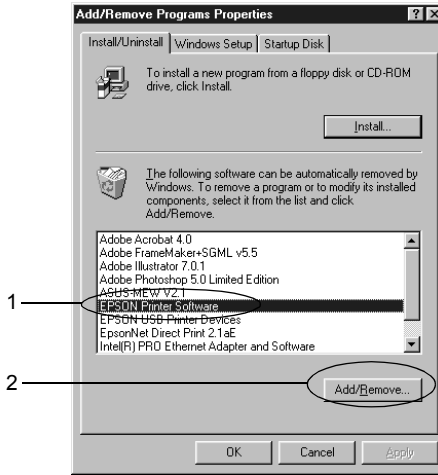 Add/Remove Programs Properties
Install/Uninstall Windows Setup Startup Disk
To install a new program from a floppy disk or CD-ROM
drive, click Install.
Install...
The following software can be automatically removed by
Windows. To remove a program or to modify its installed
components, select it from the list and click
Add/Remove.
Adobe Acrobat 4.0
Adobe FrameMaker+SGML v5.5
Adobe Illustrator 7.0.1
Adobe Photoshop 5.0 Limited Edition
ASUS-MEW V2.1
1
EPSON Printer Software
EPSON USB Printer Devices
EpsonNet Direct Print 2.1aE
Intel(R) PRO Ethernet Adapter and Software
2
Add/Remove...
OK Cancel Apply